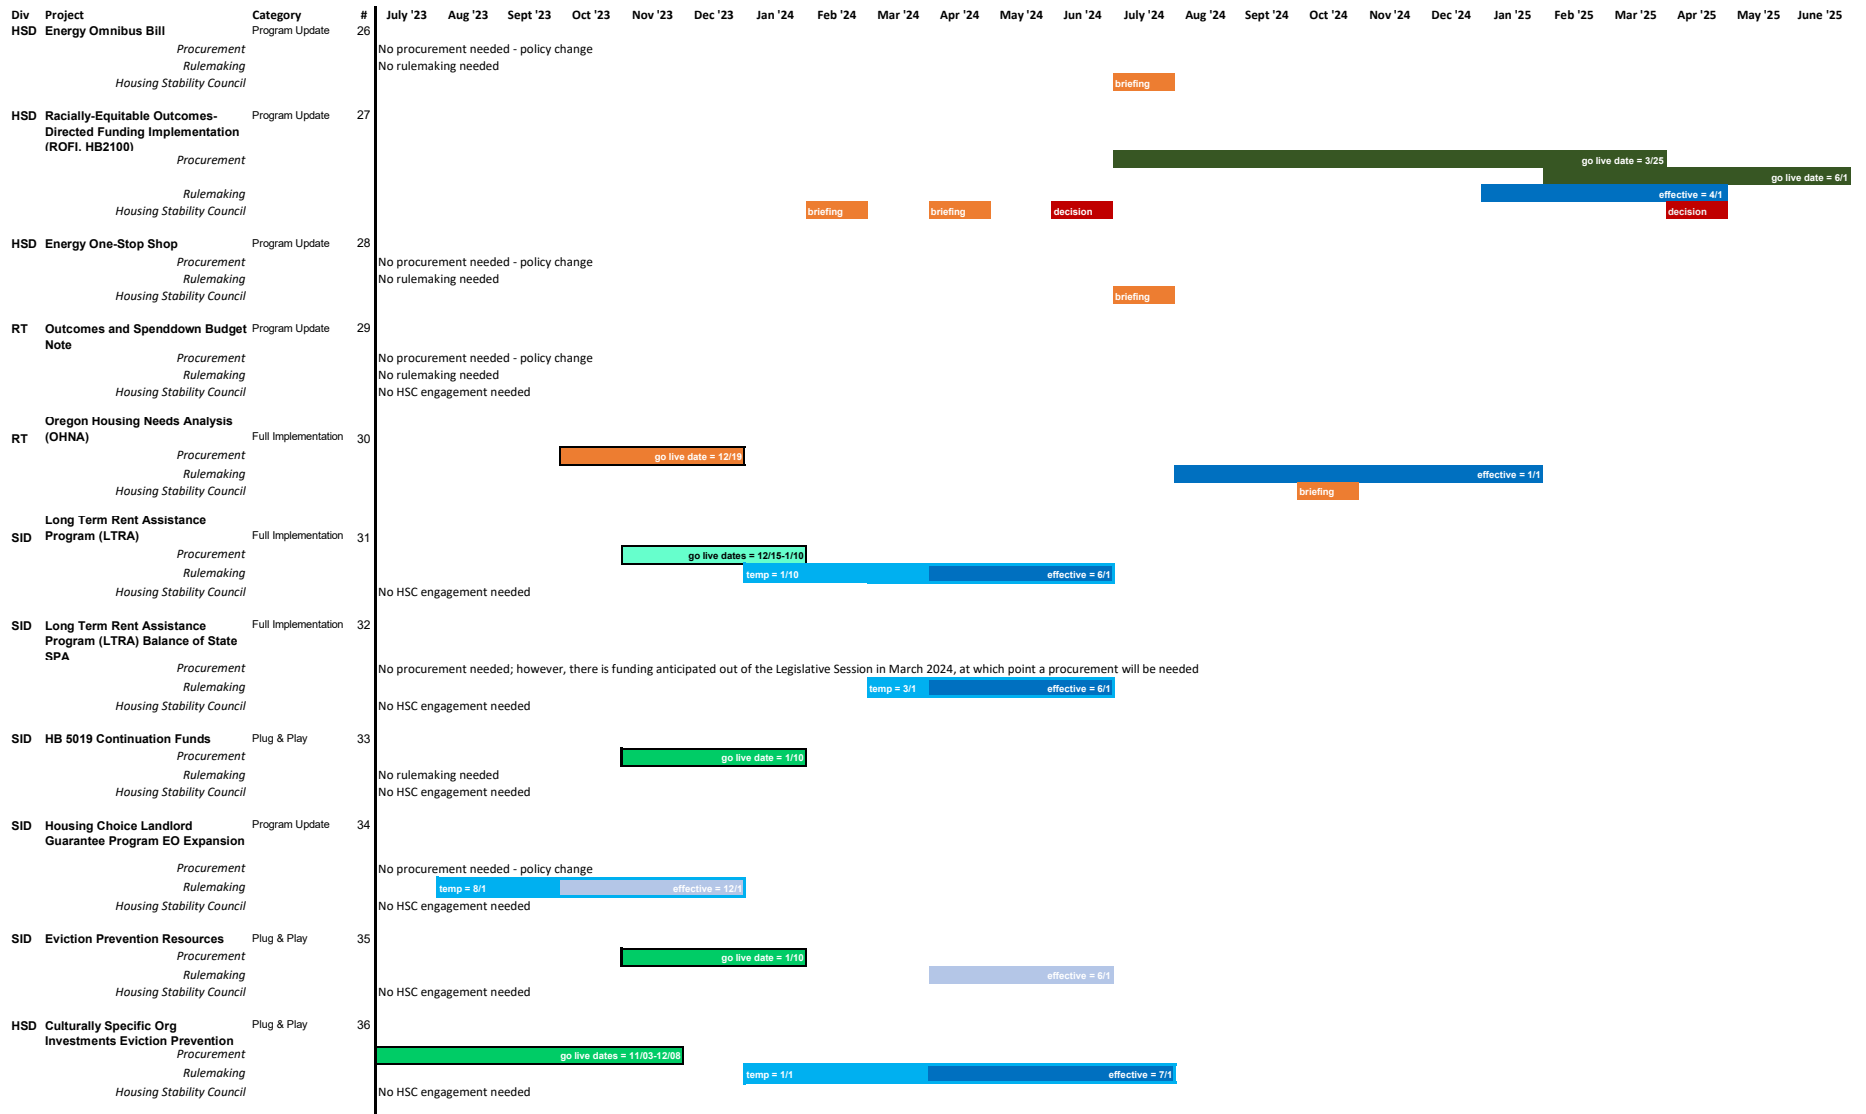 Div Project Category # July '23 Aug '23 Sept '23 Oct '23 Nov '23 Dec '23 Jan '24 Feb '24 Mar '24 Apr '24 May '24 Jun '24 July '24 Aug '24 Sept '24 Oct '24 Nov '24 Dec '24 Jan '25 Feb '25 Mar '25 Apr '25 May '25 June '25
HSD Energy Omnibus Bill Program Update 26
Procurement No procurement needed - policy change
Rulemaking No rulemaking needed
Housing Stability Council briefing
HSD Racially-Equitable Outcomes- Program Update 27
Directed Funding Implementation
(ROFI, HB2100)
Procurement go live date = 3/25
go live date = 6/1
Rulemaking effective = 4/1
Housing Stability Council briefing briefing decision decision
HSD Energy One-Stop Shop Program Update 28
Procurement No procurement needed - policy change
Rulemaking No rulemaking needed
Housing Stability Council briefing
RT Outcomes and Spenddown Budget Program Update 29
Note
Procurement No procurement needed - policy change
Rulemaking No rulemaking needed
Housing Stability Council No HSC engagement needed
Oregon Housing Needs Analysis
RT (OHNA) Full Implementation 30
Procurement go live date = 12/19
Rulemaking effective = 1/1
Housing Stability Council briefing
Long Term Rent Assistance
SID Program (LTRA) Full Implementation 31
Procurement go live dates = 12/15-1/10
Rulemaking temp = 1/10 effective = 6/1
Housing Stability Council No HSC engagement needed
SID Long Term Rent Assistance Full Implementation 32
Program (LTRA) Balance of State
SPA
Procurement No procurement needed; however, there is funding anticipated out of the Legislative Session in March 2024, at which point a procurement will be needed
Rulemaking temp = 3/1 effective = 6/1
Housing Stability Council No HSC engagement needed
SID HB 5019 Continuation Funds Plug & Play 33
Procurement go live date = 1/10
Rulemaking No rulemaking needed
Housing Stability Council No HSC engagement needed
SID Housing Choice Landlord Program Update 34
Guarantee Program EO Expansion
Procurement No procurement needed - policy change
Rulemaking temp = 8/1 effective = 12/1
Housing Stability Council No HSC engagement needed
SID Eviction Prevention Resources Plug & Play 35
Procurement go live date = 1/10
Rulemaking effective = 6/1
Housing Stability Council No HSC engagement needed
HSD Culturally Specific Org Plug & Play 36
Investments Eviction Prevention
Procurement go live dates = 11/03-12/08
Rulemaking temp = 1/1 effective = 7/1
Housing Stability Council No HSC engagement needed